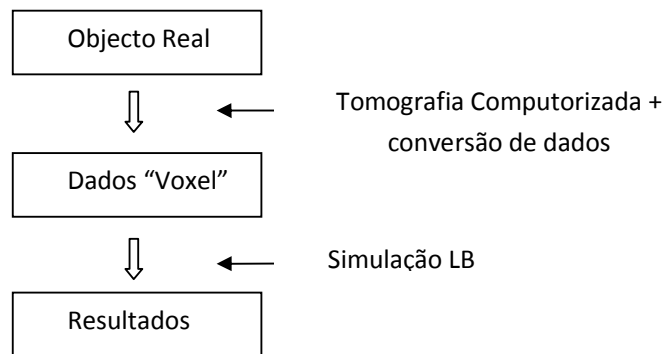 Objecto Real
Tomografia Computorizada +
conversão de dados
Dados “Voxel”
Simulação LB
Resultados